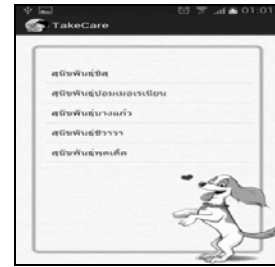 01:01
TakeCare
สุนัขพันธุ์ชิสุ
สุนัขพันธุ์ปอมเมอเรเนียน
สุนัขพันธุ์บางแก้ว
สุนัขพันธุ์ชิวาวา
สุนัขพันธุ์พุดเดิ้ล